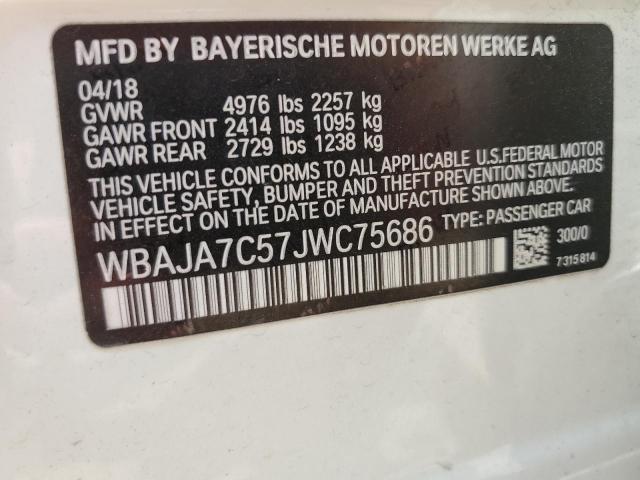 MFD BY BAYERISCHE MOTOREN WERKE AG
04/18
GVWR 4976 lbs 2257 kg
GAWR FRONT 2414 lbs 1095 kg
GAWR REAR 2729 lbs 1238 kg
THIS VEHICLE CONFORMS TO ALL APPLICABLE U.S.FEDERAL MOTOR
VEHICLE SAFETY, BUMPER AND THEFT PREVENTION STANDARDS
IN EFFECT ON THE DATE OF MANUFACTURE SHOWN ABOVE.
WBAJA7C57JWC75686 TYPE: PASSENGER CAR
300/0
7315814